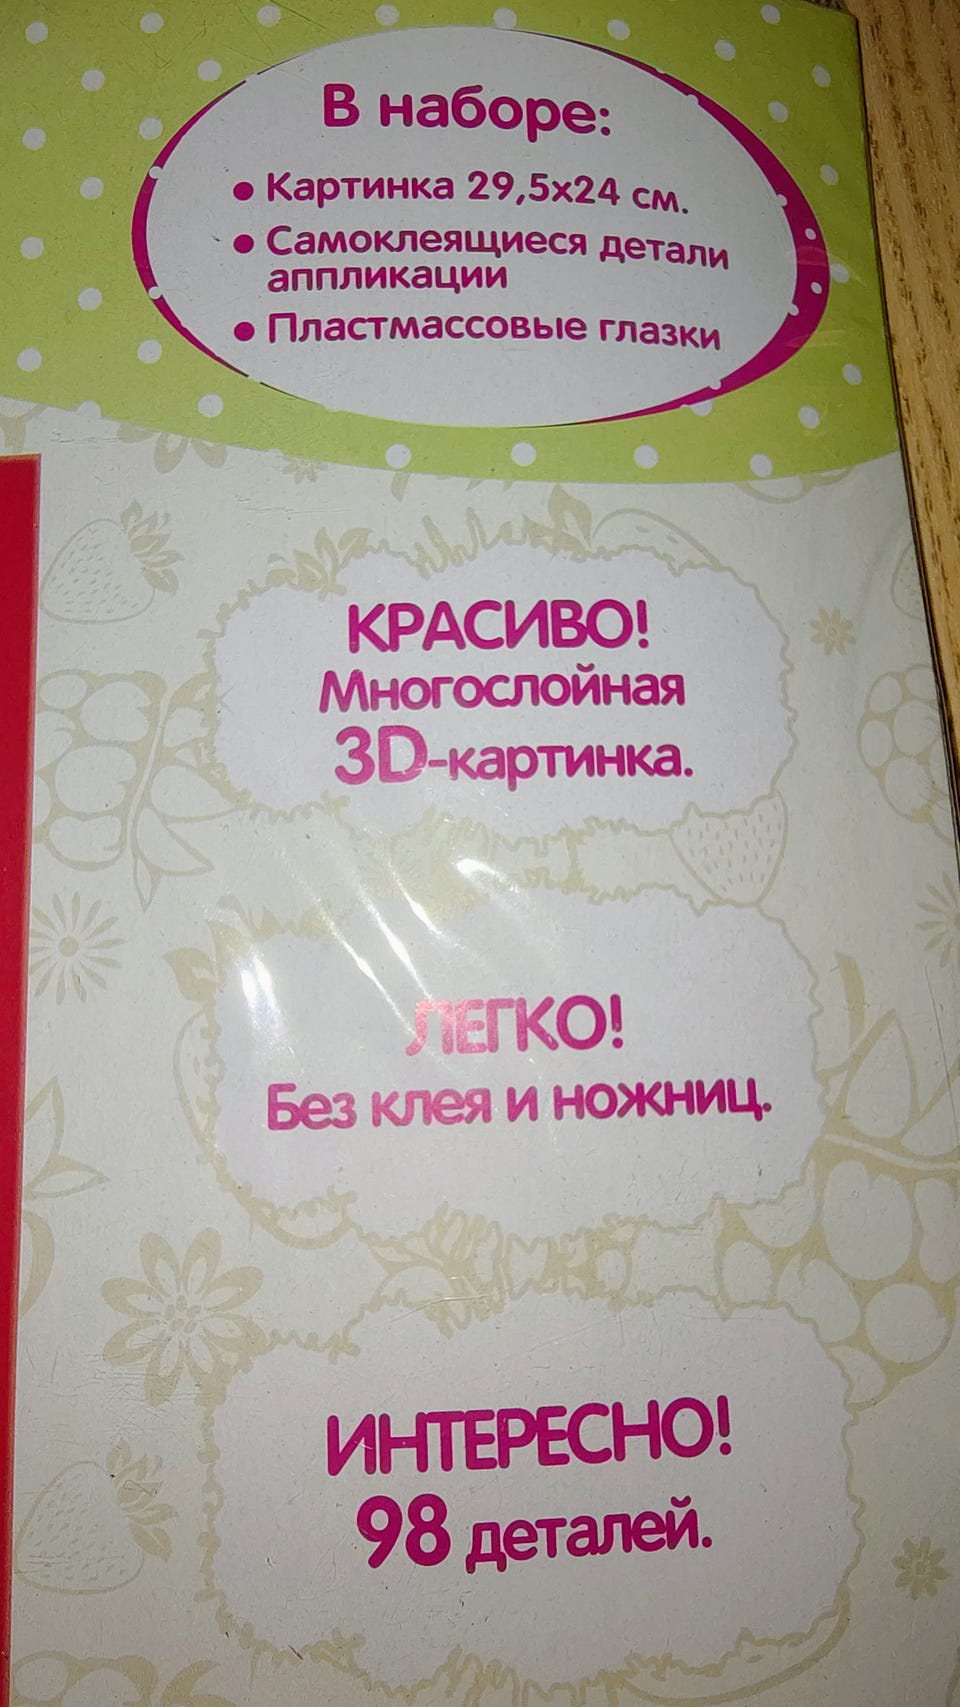 В наборе:
• Картинка 29,5х24 см.
• Самоклеящиеся детали
аппликации
• Пластмассовые глазки
КРАСИВО!
Многослойная
3D-картинка.
ЛЕГКО!
Без клея и ножниц.
ИНТЕРЕСНО!
98 деталей.